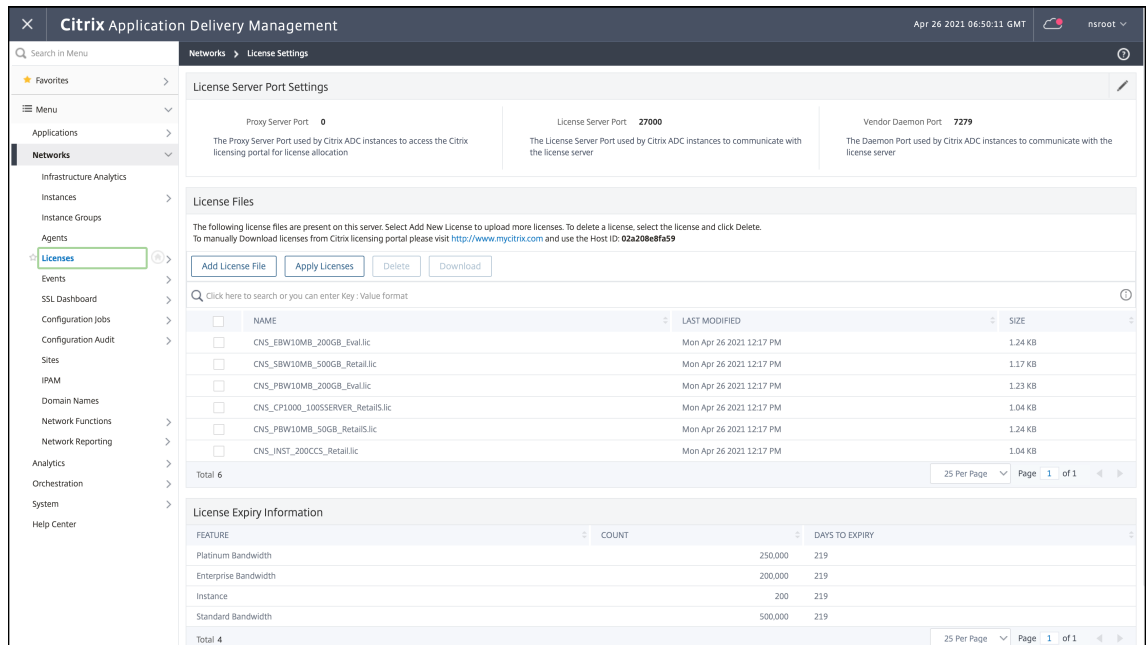 Citrix Application Delivery Management
Apr 26 2021 06:50:11 GMT
nsroot
Search in Menu
Networks > License Settings
Favorites
Menu
Applications
Networks
Infrastructure Analytics
Instances
Instance Groups
Agents
Licenses
Events
SSL Dashboard
Configuration Jobs
Configuration Audit
Sites
IPAM
Domain Names
Network Functions
Network Reporting
Analytics
Orchestration
System
Help Center
License Server Port Settings
Proxy Server Port 0
The Proxy Server Port used by Citrix ADC instances to access the Citrix
licensing portal for license allocation
License Server Port 27000
The License Server Port used by Citrix ADC instances to communicate with
the license server
Vendor Daemon Port 7279
The Daemon Port used by Citrix ADC instances to communicate with the
license server
License Files
The following license files are present on this server. Select Add New License to upload more licenses. To delete a license, select the license and click Delete.
To manually Download licenses from Citrix licensing portal please visit http://www.mycitrix.com and use the Host ID: 02a208e8fa59
Add License File Apply Licenses Delete Download
Click here to search or you can enter Key : Value format
NAME LAST MODIFIED SIZE
CNS_EBW10MB_200GB_Eval.lic Mon Apr 26 2021 12:17 PM 1.24 KB
CNS_SBW10MB_500GB_Retail.lic Mon Apr 26 2021 12:17 PM 1.17 KB
CNS_PBW10MB_200GB_Eval.lic Mon Apr 26 2021 12:17 PM 1.23 KB
CNS_CP1000_100SSERVER_RetailS.lic Mon Apr 26 2021 12:17 PM 1.04 KB
CNS_PBW10MB_50GB_RetailS.lic Mon Apr 26 2021 12:17 PM 1.24 KB
CNS_INST_200CCS_Retail.lic Mon Apr 26 2021 12:17 PM 1.04 KB
Total 6 25 Per Page Page 1 of 1
License Expiry Information
FEATURE COUNT DAYS TO EXPIRY
Platinum Bandwidth 250,000 219
Enterprise Bandwidth 200,000 219
Instance 200 219
Standard Bandwidth 500,000 219
Total 4 25 Per Page Page 1 of 1